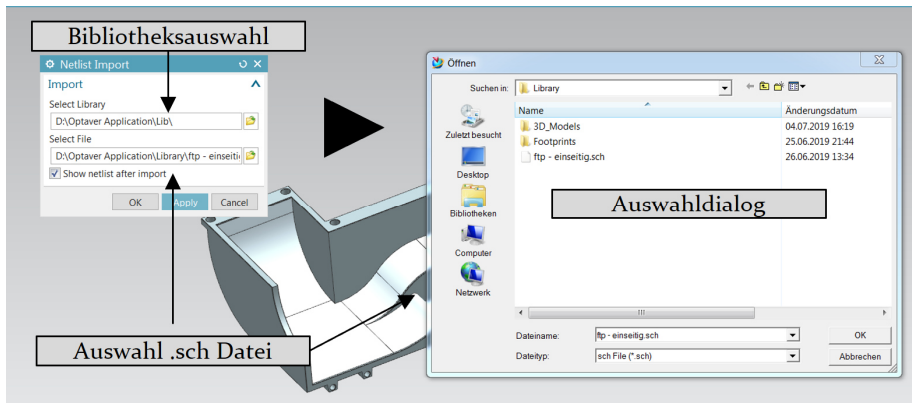 Bibliotheksauswahl
Netlist Import
Import
Select Library
D:\Optaver Application\Lib\
Select File
D:\Optaver Application\Library\ftp - einseiti
Show netlist after import
OK Apply Cancel
Auswahl .sch Datei
Öffnen
Suchen in: Library
Name Änderungsdatum
3D_Models 04.07.2019 16:19
Footprints 25.06.2019 21:44
ftp - einseitig.sch 26.06.2019 13:34
Zuletzt besucht
Desktop
Bibliotheken
Computer
Netzwerk
Auswahldialog
Dateiname: ftp - einseitig.sch OK
Dateityp: sch File (*.sch) Abbrechen